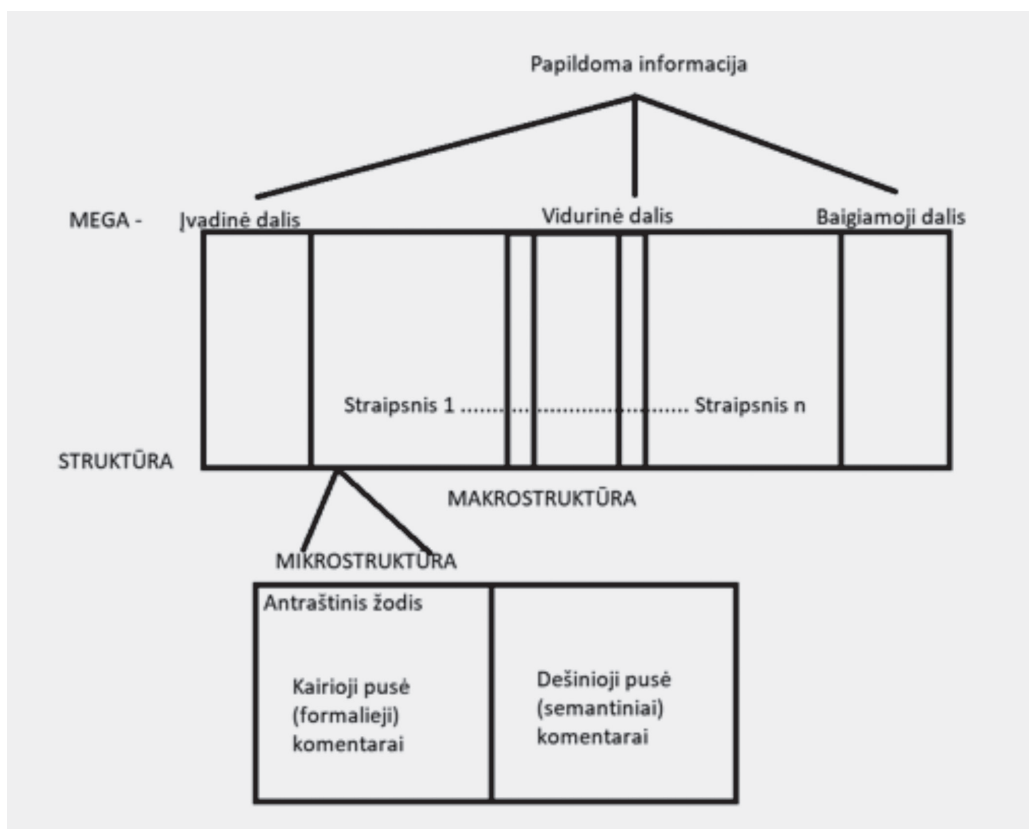 Papildoma informacija
MEGA - Įvadinė dalis Vidurinė dalis Baigiamoji dalis
Straipsnis 1 ............................................ Straipsnis n
STRUKTŪRA
MAKROSTRUKTŪRA
MIKROSTRUKTŪRA
Antraštinis žodis
Kairioji pusė
(formalieji)
komentarai
Dešinioji pusė
(semantiniai)
komentarai